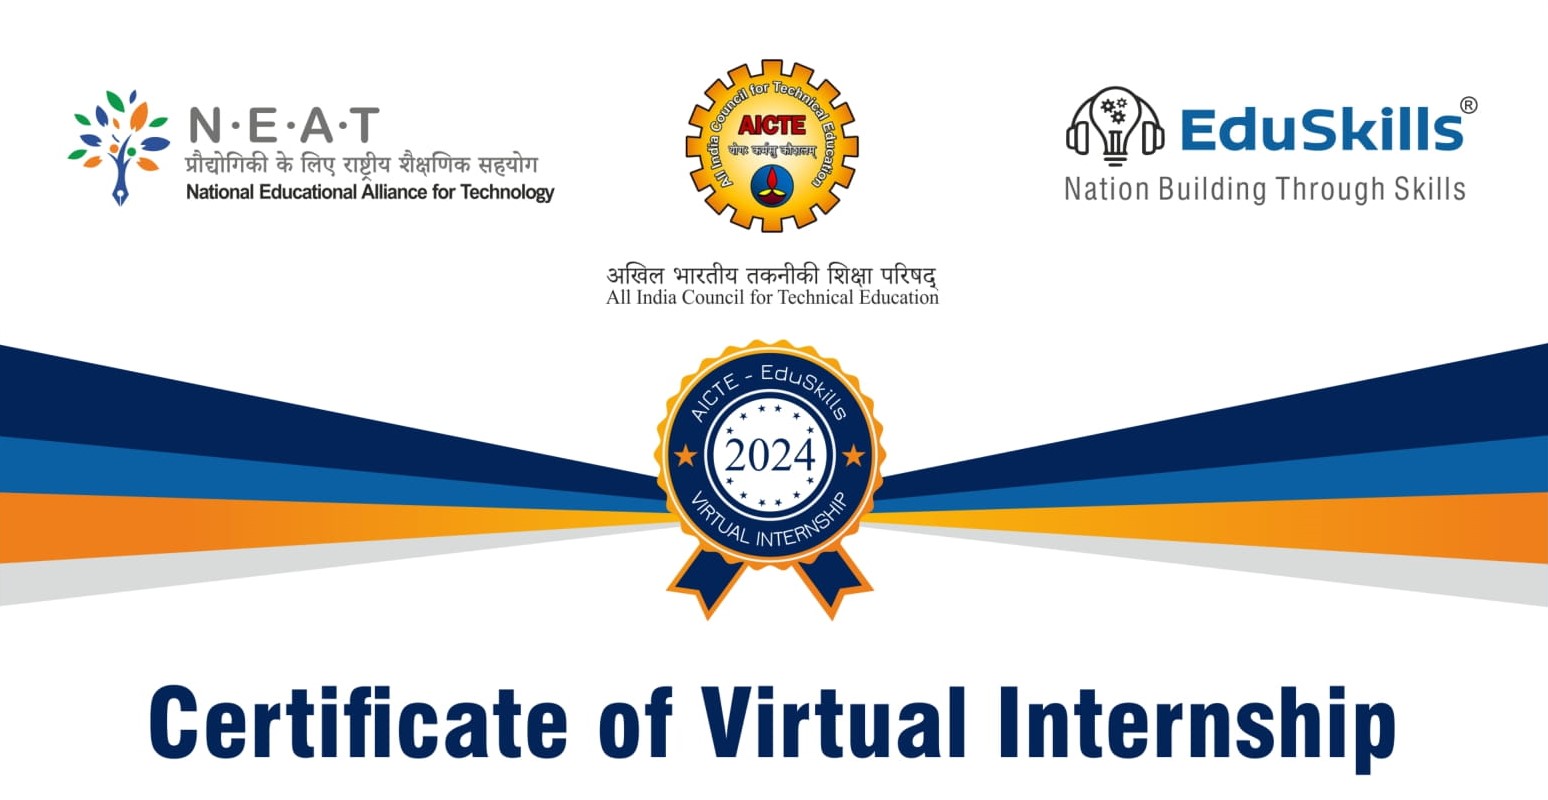 N·E·A·T
प्रौद्योगिकी के लिए राष्ट्रीय शैक्षणिक सहयोग
National Educational Alliance for Technology
All India Council for Technical Education
AICTE
योगः कर्मसु कौशलम्
अखिल भारतीय तकनीकी शिक्षा परिषद्
All India Council for Technical Education
EduSkills®
Nation Building Through Skills
AICTE - EduSkills
2024
VIRTUAL INTERNSHIP
Certificate of Virtual Internship